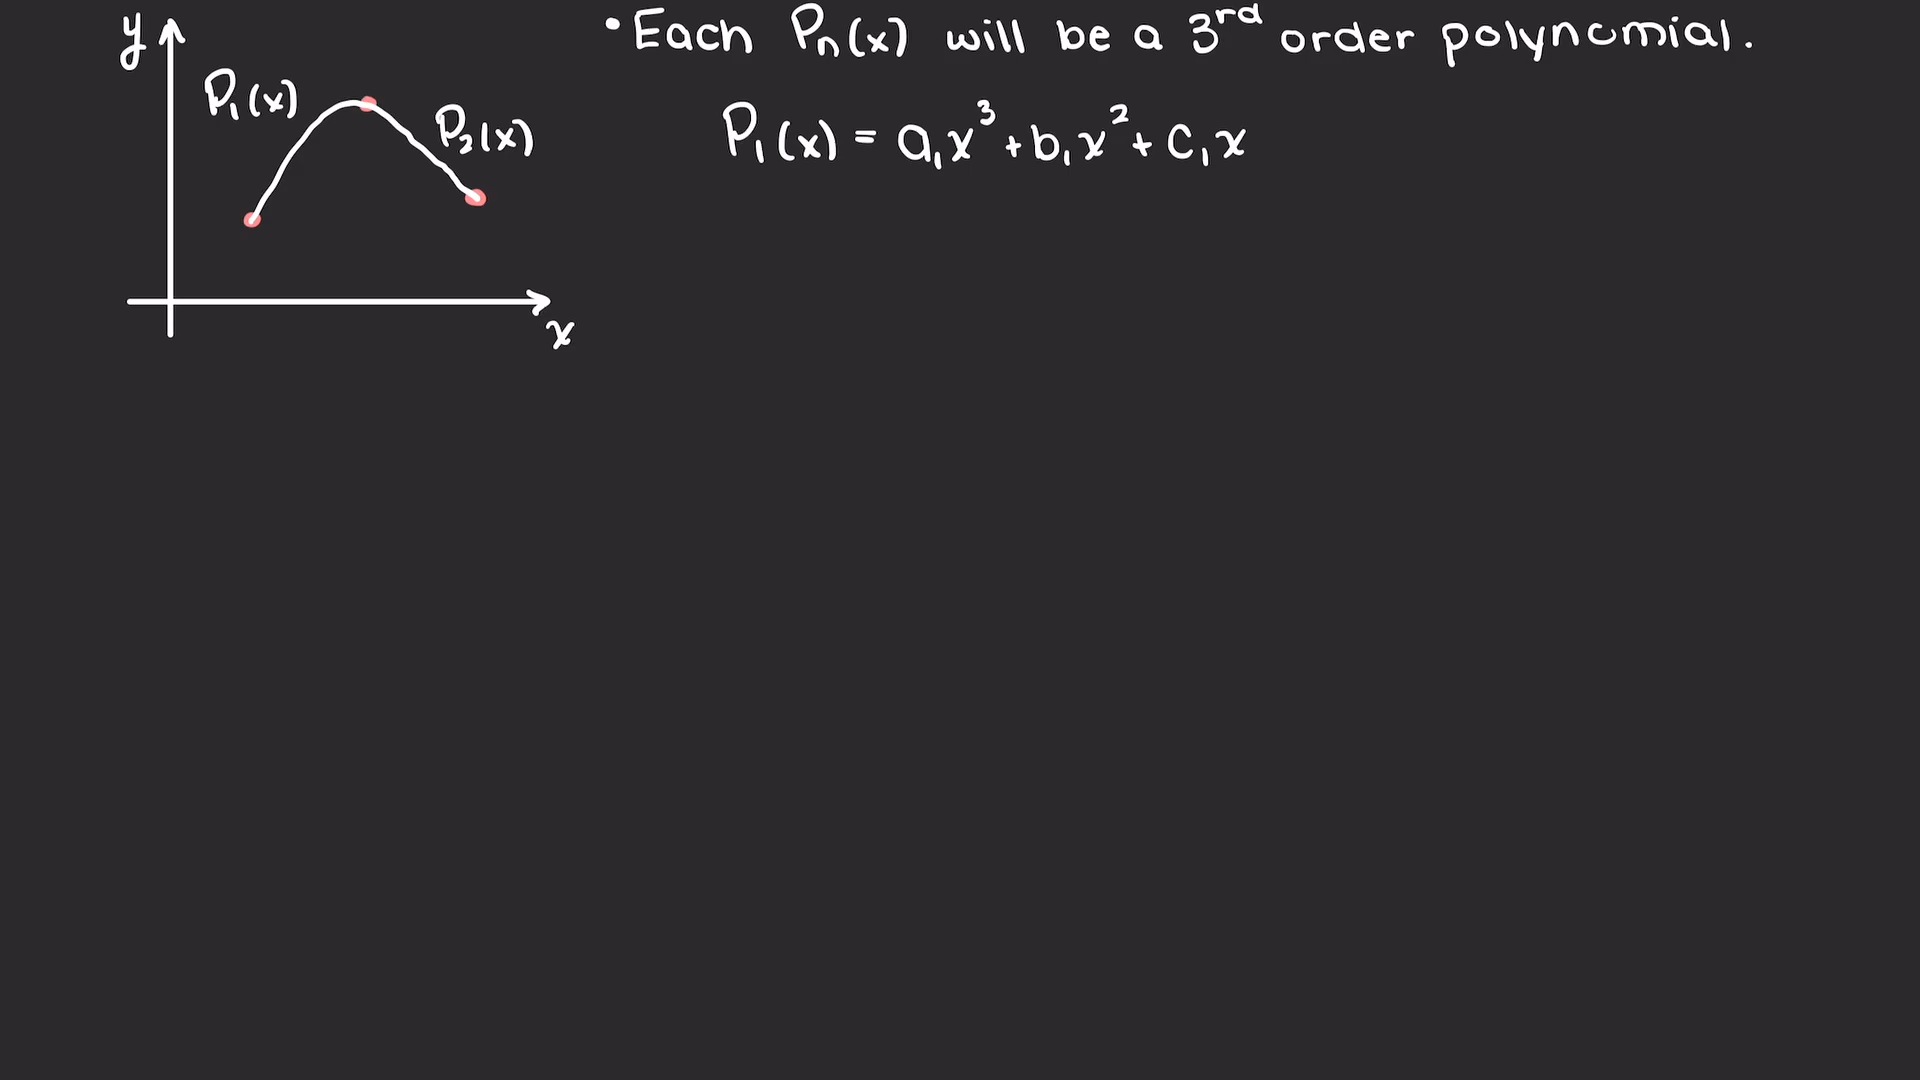 y
P₁(x)
P₂(x)
x
• Each Pₙ(x) will be a 3ʳᵈ order polynomial.
P₁(x) = a₁x³ + b₁x² + c₁x